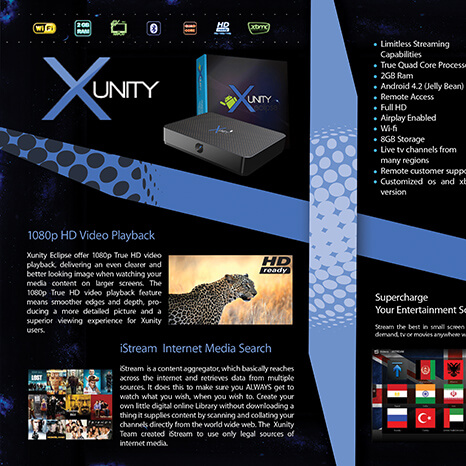 WiFi
2 GB
RAM
QUAD
CORE
HD
xbmc
XUNITY
XUNITY
Limitless Streaming
Capabilities
True Quad Core Processo
2GB Ram
Android 4.2 (Jelly Bean)
Remote Access
Full HD
Airplay Enabled
Wi-fi
8GB Storage
Live tv channels from
many regions
Remote customer suppo
Customized os and xb
version
1080p HD Video Playback
Xunity Eclipse offer 1080p True HD video
playback, delivering an even clearer and
better looking image when watching your
media content on larger screens. The
1080p True HD video playback feature
means smoother edges and depth, pro-
ducing a more detailed picture and a
superior viewing experience for Xunity
users.
HD
ready
Supercharge
Your Entertainment S
Stream the best in small screen
demand, tv or movies anywhere w
iStream Internet Media Search
iStream is a content aggregator, which basically reaches
across the internet and retrieves data from multiple
sources. It does this to make sure you ALWAYS get to
watch what you wish, when you wish to. Create your
own little digital online Library without downloading a
thing it supplies content by scanning and collating your
channels directly from the world wide web. The Xunity
Team created iStream to use only legal sources of
internet media.
LOST